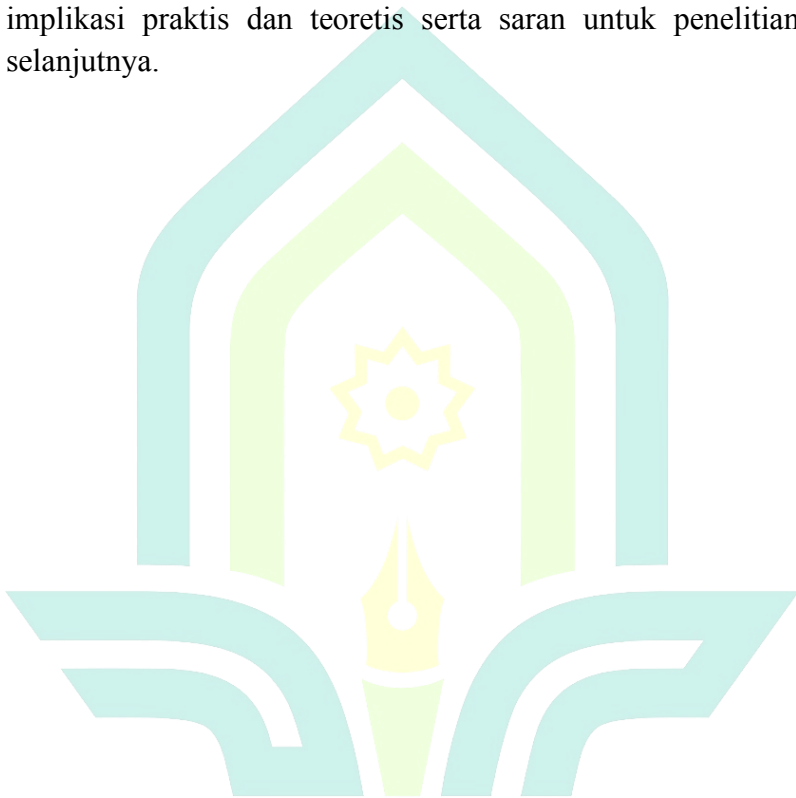 implikasi praktis dan teoretis serta saran untuk penelitian
selanjutnya.